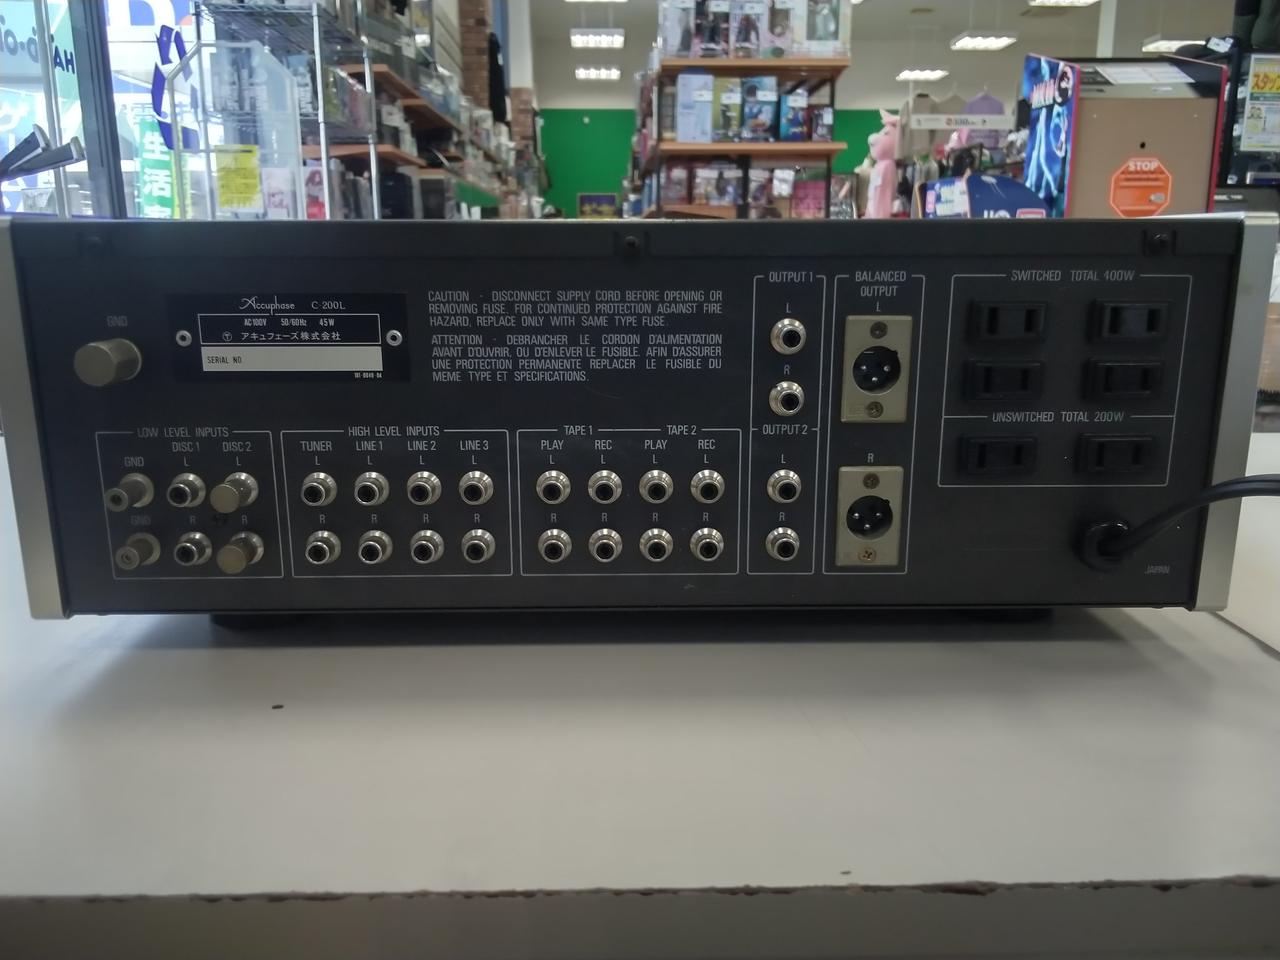 STOP
OUTPUT 1
BALANCED
OUTPUT
SWITCHED TOTAL 400W
Accuphase C-200L
AC100V 50/60Hz 45W
アキュフェーズ株式会社
SERIAL NO.
CAUTION - DISCONNECT SUPPLY CORD BEFORE OPENING OR
REMOVING FUSE. FOR CONTINUED PROTECTION AGAINST FIRE
HAZARD, REPLACE ONLY WITH SAME TYPE FUSE.
ATTENTION - DEBRANCHER LE CORDON D'ALIMENTATION
AVANT D'OUVRIR, OU D'ENLEVER LE FUSIBLE. AFIN D'ASSURER
UNE PROTECTION PERMANENTE REPLACER LE FUSIBLE DU
MEME TYPE ET SPECIFICATIONS.
GND
L
R
L
R
UNSWITCHED TOTAL 200W
LOW LEVEL INPUTS
GND DISC 1 DISC 2
L L
GND R R
HIGH LEVEL INPUTS
TUNER LINE 1 LINE 2 LINE 3
L L L L
R R R R
TAPE 1 TAPE 2
PLAY REC PLAY REC
L L L L
R R R R
OUTPUT 2
L
R
JAPAN